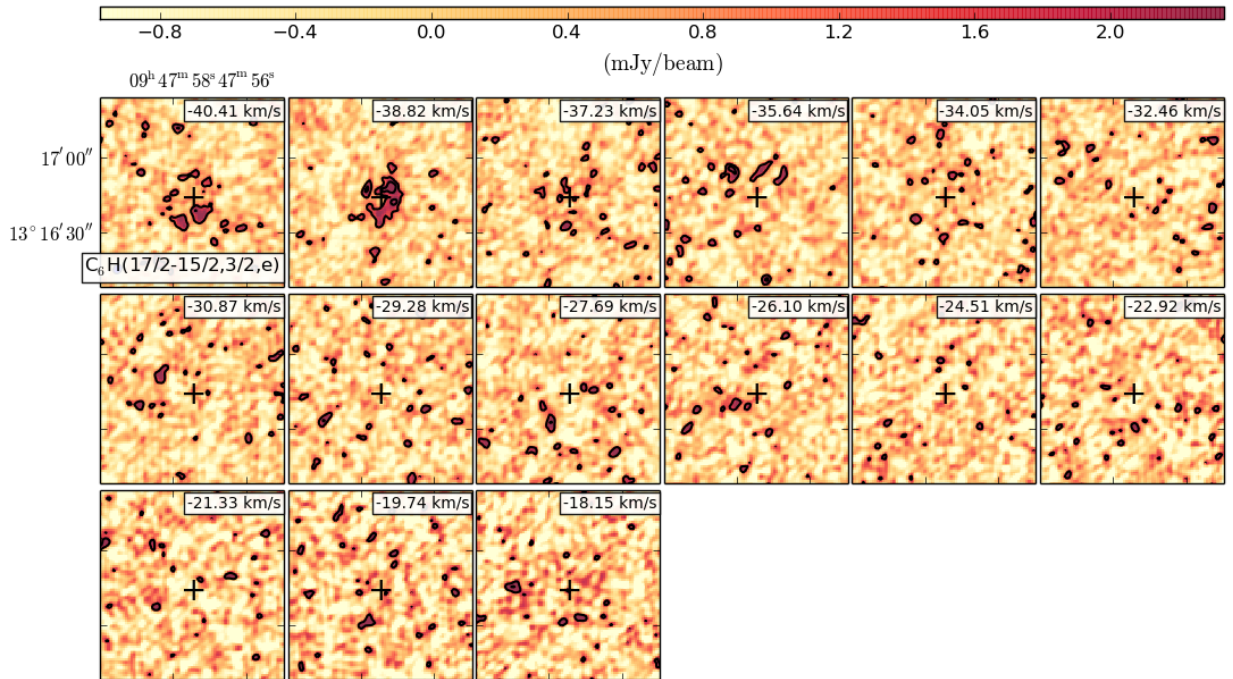 −0.8 −0.4 0.0 0.4 0.8 1.2 1.6 2.0
(mJy/beam)
09ʰ 47ᵐ 58ˢ 47ᵐ 56ˢ
-40.41 km/s -38.82 km/s -37.23 km/s -35.64 km/s -34.05 km/s -32.46 km/s
17′ 00″
13° 16′ 30″
C₆H(17/2-15/2,3/2,e)
-30.87 km/s -29.28 km/s -27.69 km/s -26.10 km/s -24.51 km/s -22.92 km/s
-21.33 km/s -19.74 km/s -18.15 km/s